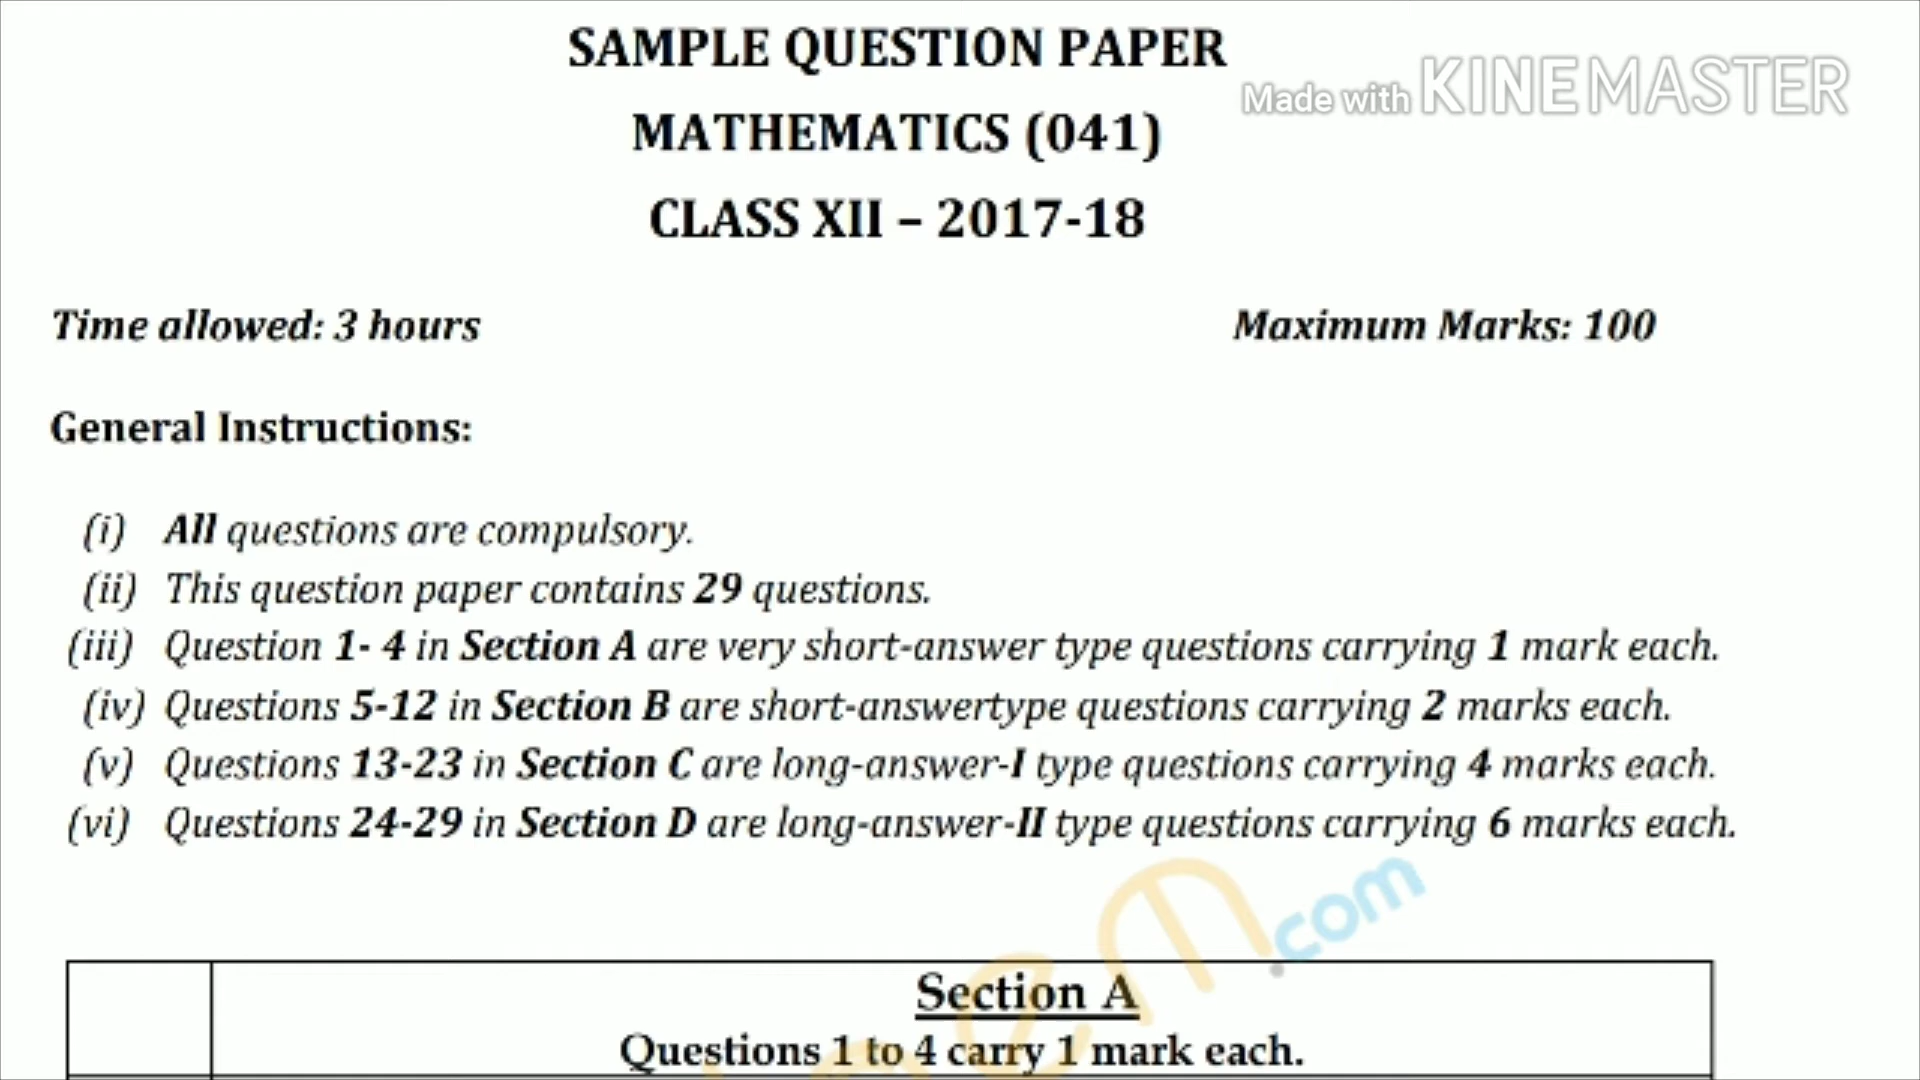 SAMPLE QUESTION PAPER
Made with KINEMASTER
MATHEMATICS (041)
CLASS XII – 2017-18
Time allowed: 3 hours Maximum Marks: 100
General Instructions:
(i) All questions are compulsory.
(ii) This question paper contains 29 questions.
(iii) Question 1- 4 in Section A are very short-answer type questions carrying 1 mark each.
(iv) Questions 5-12 in Section B are short-answertype questions carrying 2 marks each.
(v) Questions 13-23 in Section C are long-answer-I type questions carrying 4 marks each.
(vi) Questions 24-29 in Section D are long-answer-II type questions carrying 6 marks each.
.com
Section A
Questions 1 to 4 carry 1 mark each.